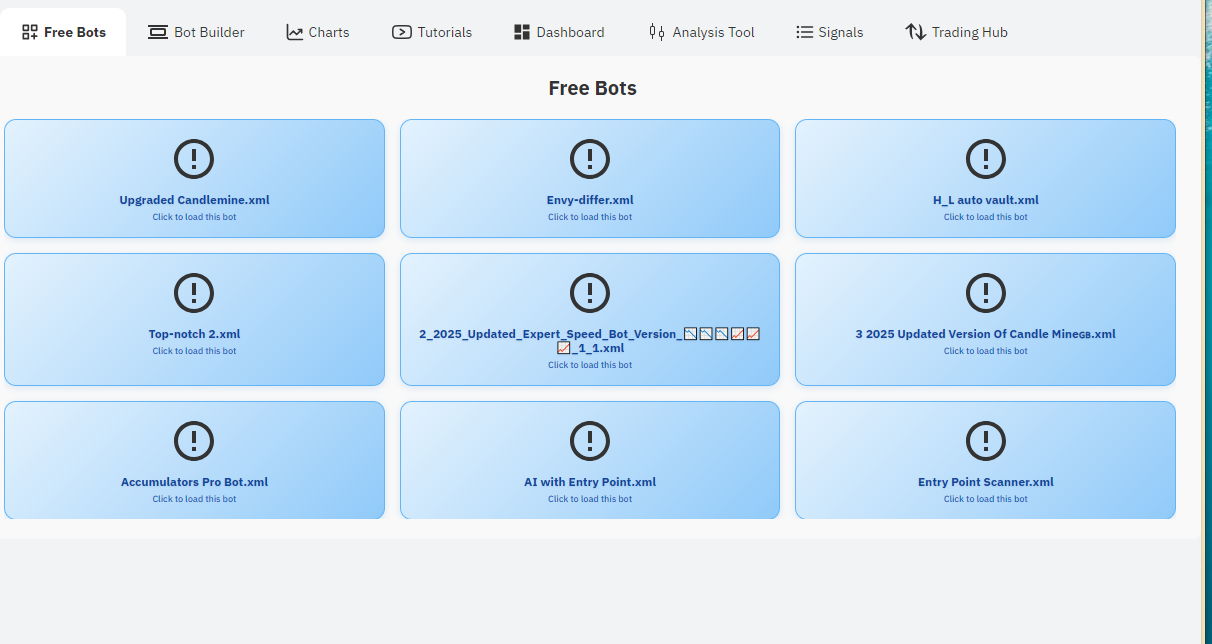 Free Bots
Bot Builder
Charts
Tutorials
Dashboard
Analysis Tool
Signals
Trading Hub
Free Bots
Upgraded Candlemine.xml
Click to load this bot
Envy-differ.xml
Click to load this bot
H_L auto vault.xml
Click to load this bot
Top-notch 2.xml
Click to load this bot
2_2025_Updated_Expert_Speed_Bot_Version_📉📉📉📈📈
📈_1_1.xml
Click to load this bot
3 2025 Updated Version Of Candle Mine🇬🇧.xml
Click to load this bot
Accumulators Pro Bot.xml
Click to load this bot
AI with Entry Point.xml
Click to load this bot
Entry Point Scanner.xml
Click to load this bot